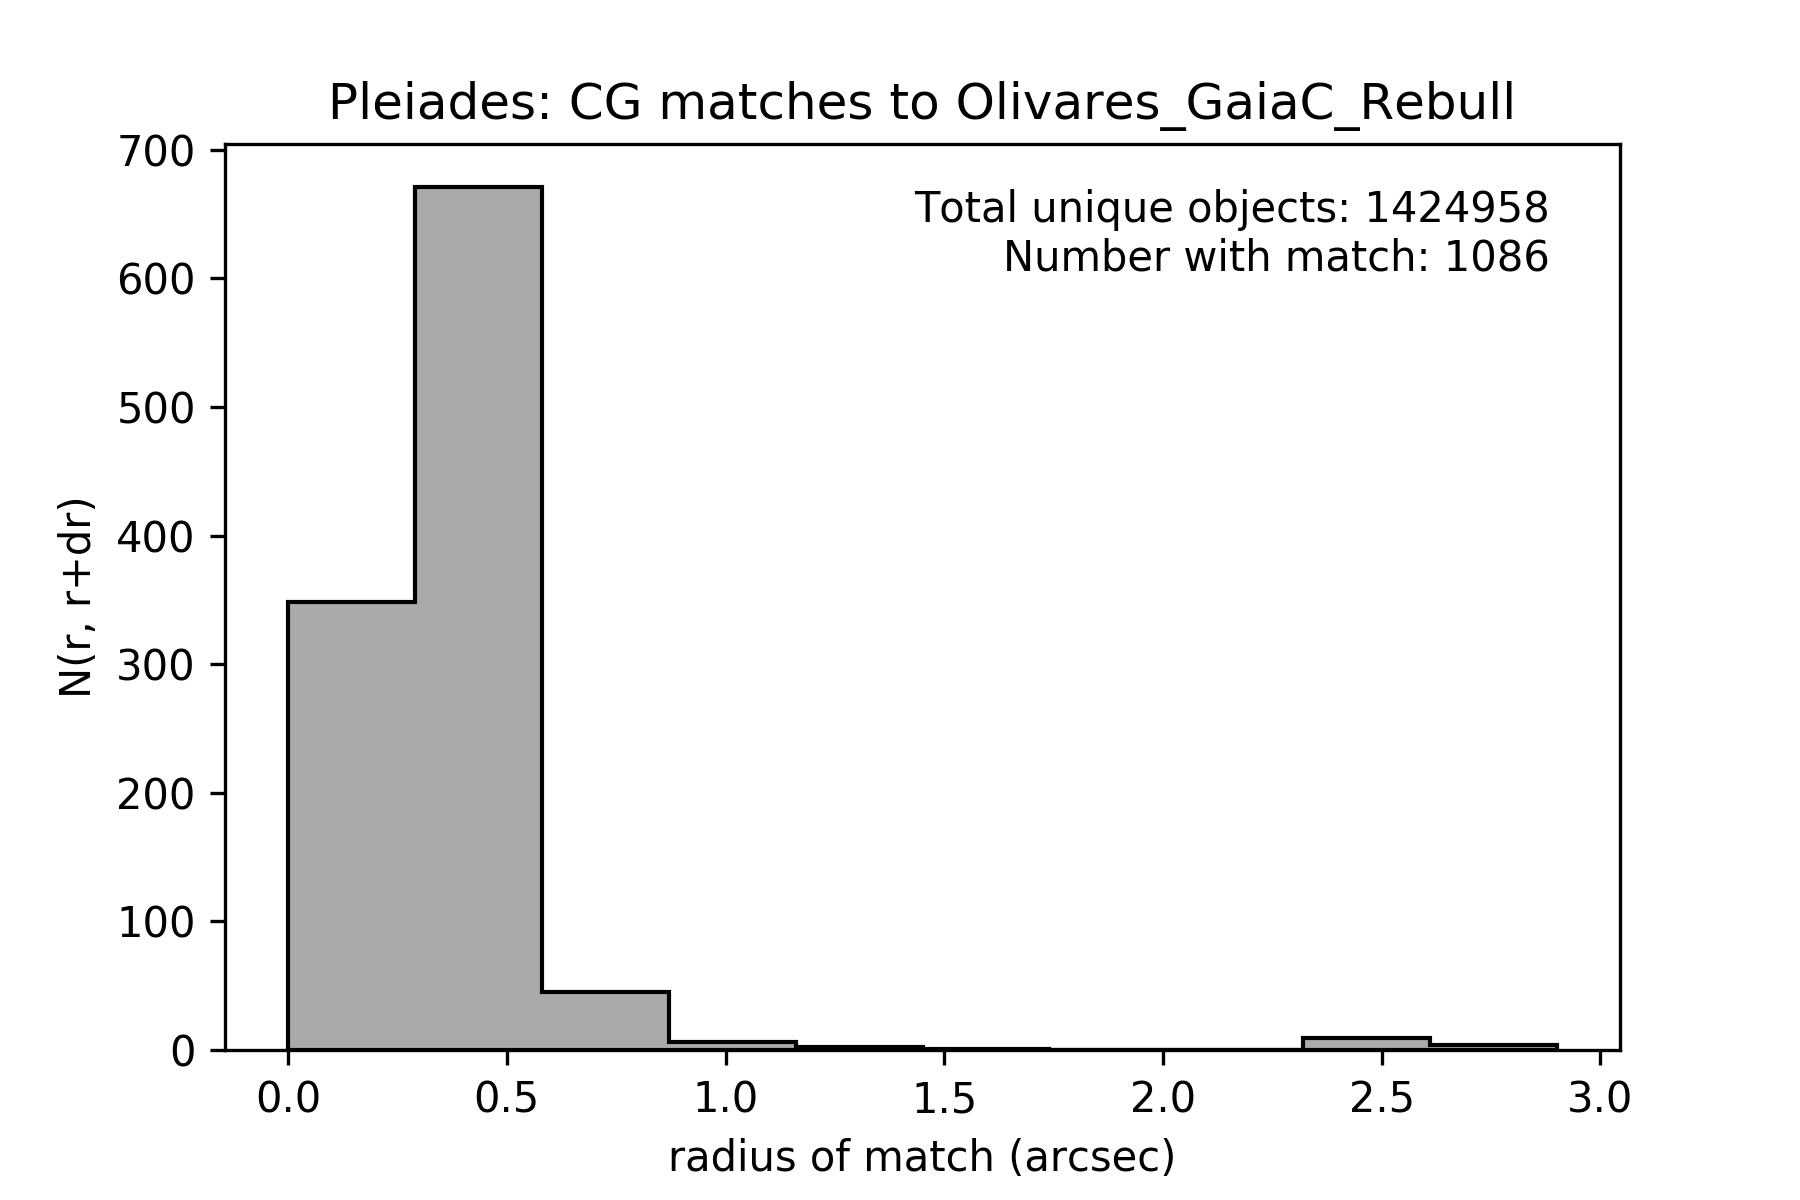 Pleiades: CG matches to Olivares_GaiaC_Rebull
700
600
500
400
300
200
100
0
N(r, r+dr)
Total unique objects: 1424958
Number with match: 1086
0.0 0.5 1.0 1.5 2.0 2.5 3.0
radius of match (arcsec)